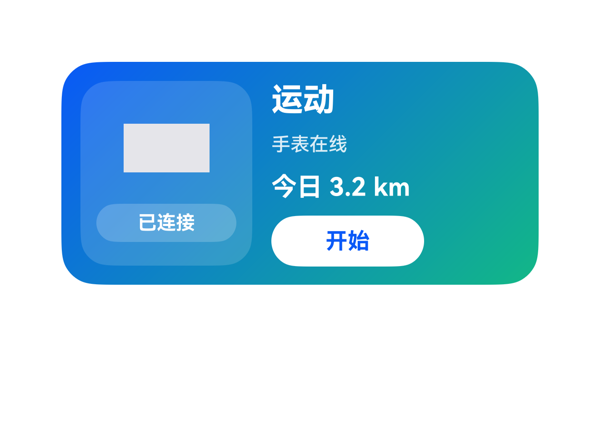 已连接
运动
手表在线
今日 3.2 km
开始